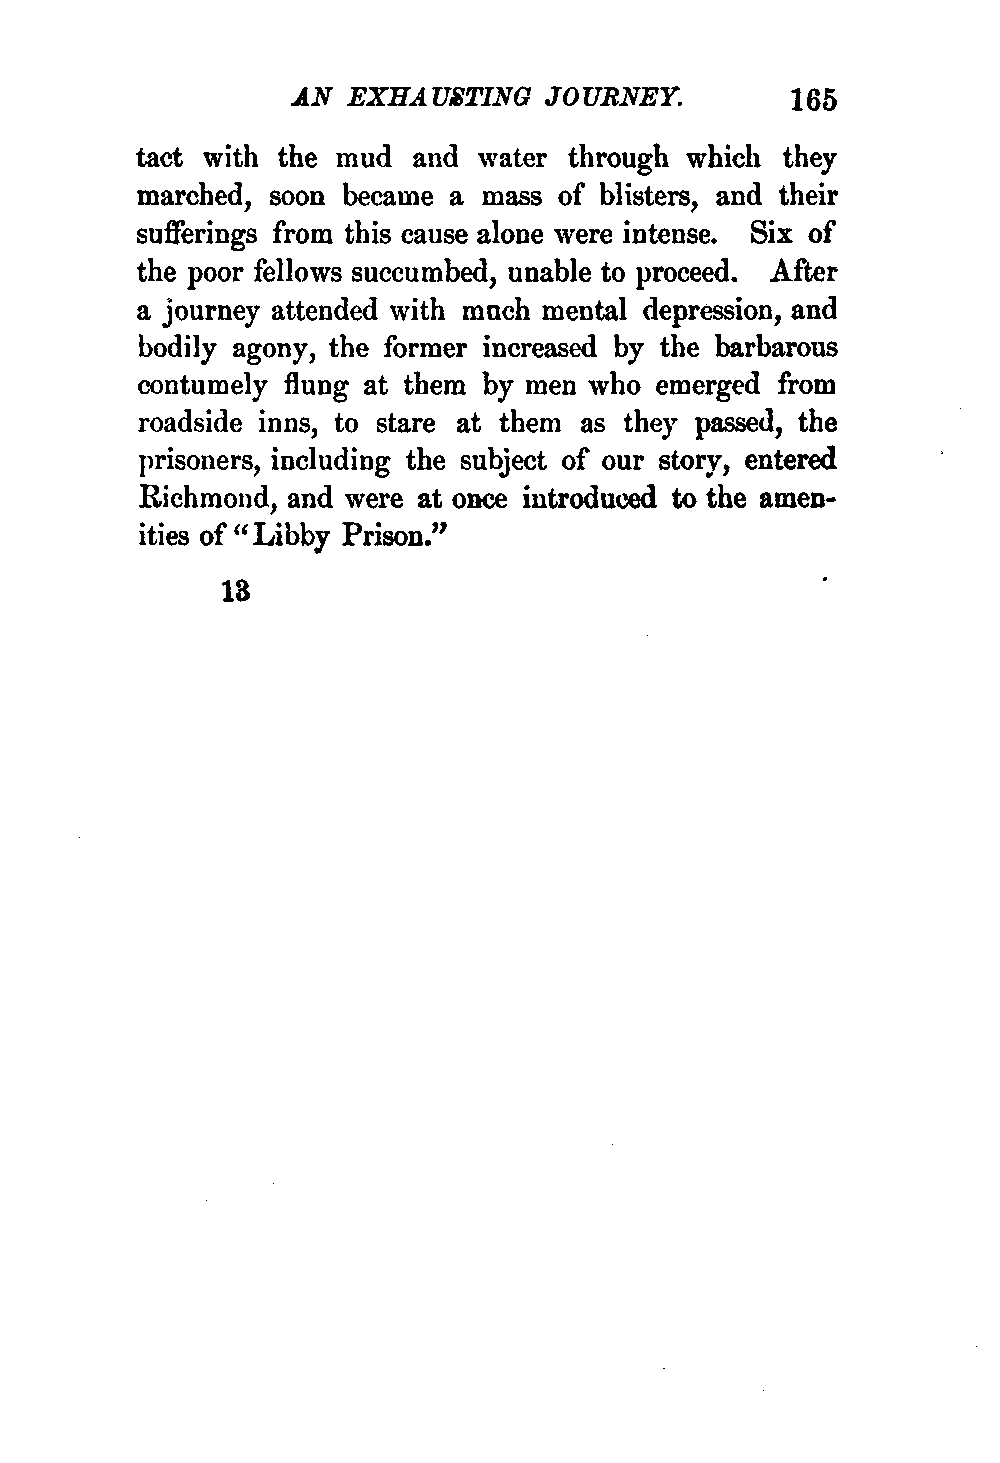 AN EXHAUSTING JOURNEY. 165
tact with the mud and water through which they
marched, soon became a mass of blisters, and their
sufferings from this cause alone were intense. Six of
the poor fellows succumbed, unable to proceed. After
a journey attended with much mental depression, and
bodily agony, the former increased by the barbarous
contumely flung at them by men who emerged from
roadside inns, to stare at them as they passed, the
prisoners, including the subject of our story, entered
Richmond, and were at once introduced to the amen-
ities of "Libby Prison."
13